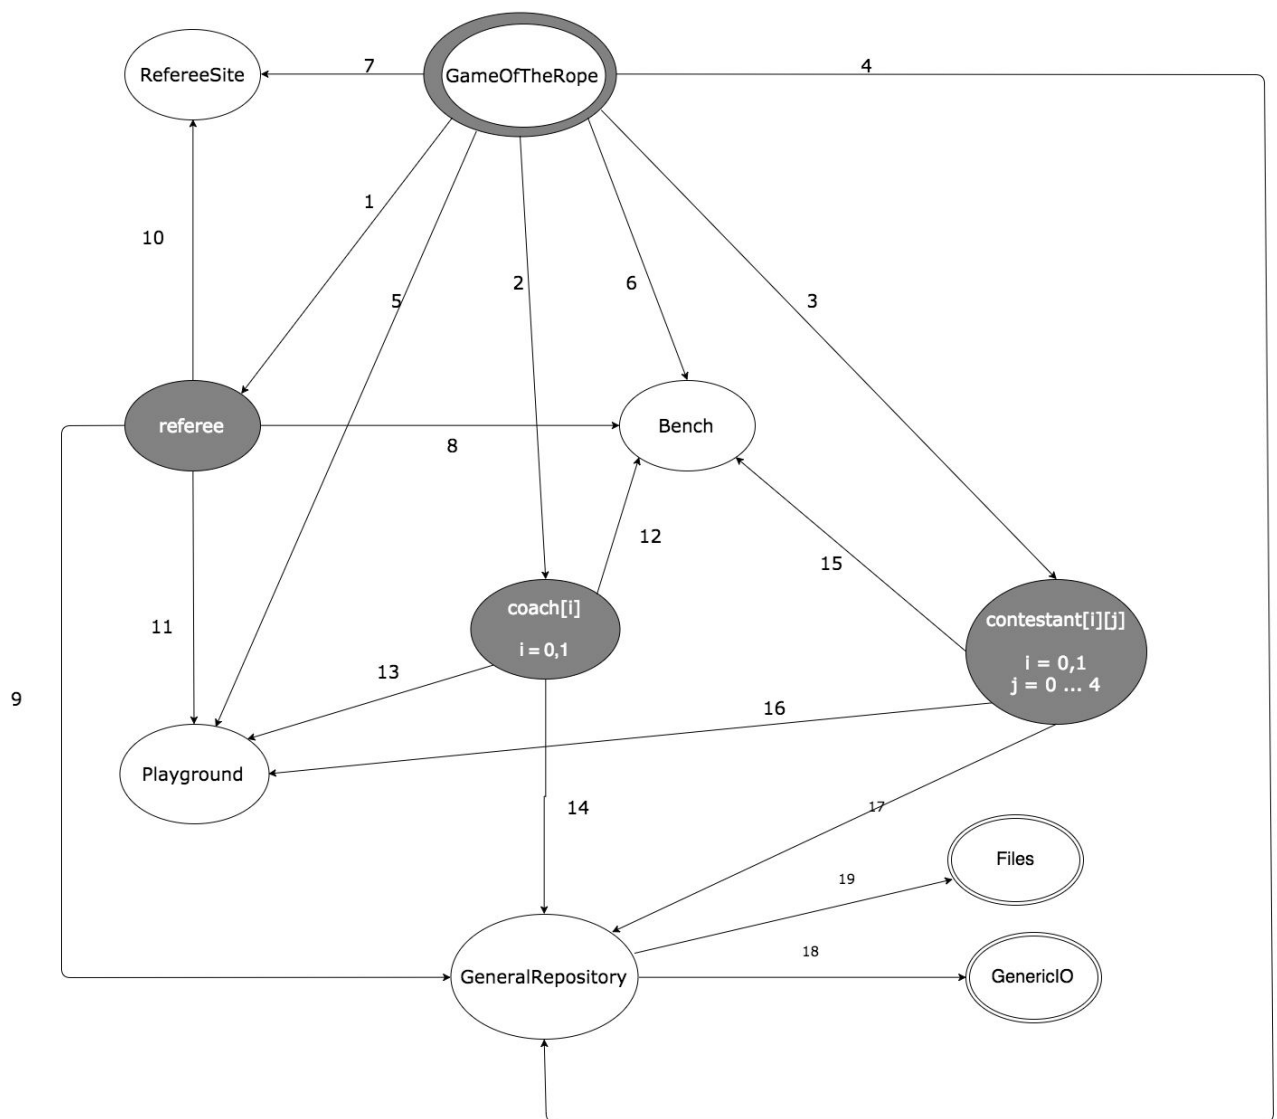 7
4
RefereeSite
GameOfTheRope
1
10
2
6
5
3
referee
Bench
8
12
15
coach[i]
i = 0,1
contestant[i][j]
i = 0,1
j = 0 ... 4
11
13
9
16
Playground
14
17
Files
19
18
GeneralRepository
GenericIO